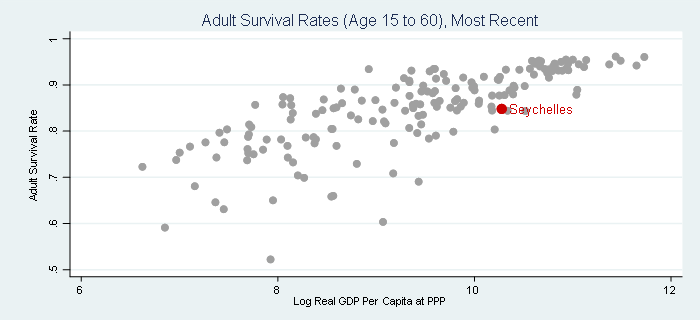 Adult Survival Rates (Age 15 to 60), Most Recent
1
.9
.8
.7
.6
.5
Adult Survival Rate
Seychelles
6 8 10 12
Log Real GDP Per Capita at PPP